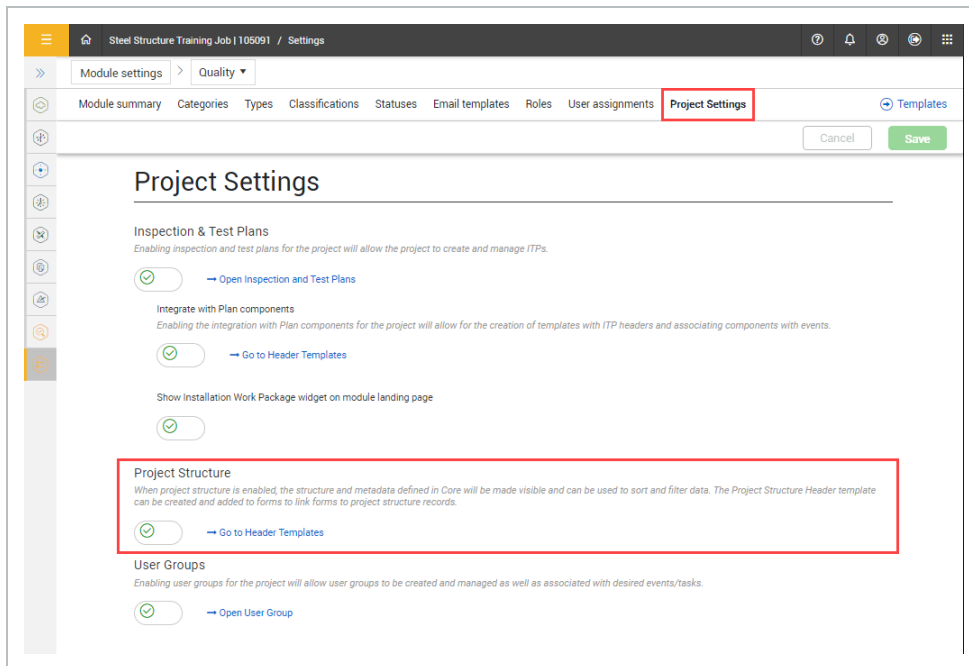 Steel Structure Training Job | 105091 / Settings
Module settings > Quality ▼
Module summary Categories Types Classifications Statuses Email templates Roles User assignments Project Settings Templates
Cancel Save
Project Settings
Inspection & Test Plans
Enabling inspection and test plans for the project will allow the project to create and manage ITPs.
→ Open Inspection and Test Plans
Integrate with Plan components
Enabling the integration with Plan components for the project will allow for the creation of templates with ITP headers and associating components with events.
→ Go to Header Templates
Show Installation Work Package widget on module landing page
Project Structure
When project structure is enabled, the structure and metadata defined in Core will be made visible and can be used to sort and filter data. The Project Structure Header template
can be created and added to forms to link forms to project structure records.
→ Go to Header Templates
User Groups
Enabling user groups for the project will allow user groups to be created and managed as well as associated with desired events/tasks.
→ Open User Group